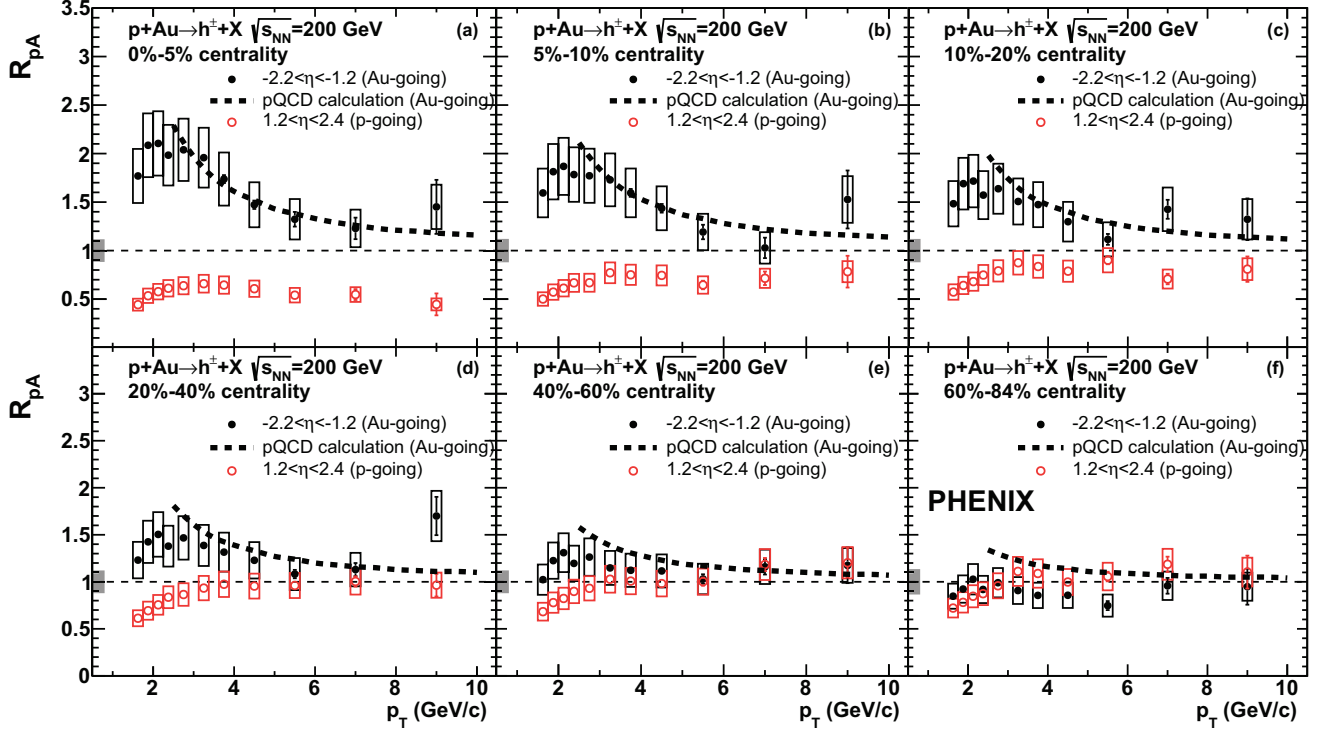 p+Au→h±+X √sNN=200 GeV (a)
0%-5% centrality
-2.2<η<-1.2 (Au-going)
pQCD calculation (Au-going)
1.2<η<2.4 (p-going)
p+Au→h±+X √sNN=200 GeV (b)
5%-10% centrality
-2.2<η<-1.2 (Au-going)
pQCD calculation (Au-going)
1.2<η<2.4 (p-going)
p+Au→h±+X √sNN=200 GeV (c)
10%-20% centrality
-2.2<η<-1.2 (Au-going)
pQCD calculation (Au-going)
1.2<η<2.4 (p-going)
RpA
3.5
3
2.5
2
1.5
1
0.5
p+Au→h±+X √sNN=200 GeV (d)
20%-40% centrality
-2.2<η<-1.2 (Au-going)
pQCD calculation (Au-going)
1.2<η<2.4 (p-going)
p+Au→h±+X √sNN=200 GeV (e)
40%-60% centrality
-2.2<η<-1.2 (Au-going)
pQCD calculation (Au-going)
1.2<η<2.4 (p-going)
p+Au→h±+X √sNN=200 GeV (f)
60%-84% centrality
-2.2<η<-1.2 (Au-going)
pQCD calculation (Au-going)
1.2<η<2.4 (p-going)
PHENIX
RpA
3
2.5
2
1.5
1
0.5
0
2 4 6 8 10
pT (GeV/c)
2 4 6 8 10
pT (GeV/c)
2 4 6 8 10
pT (GeV/c)